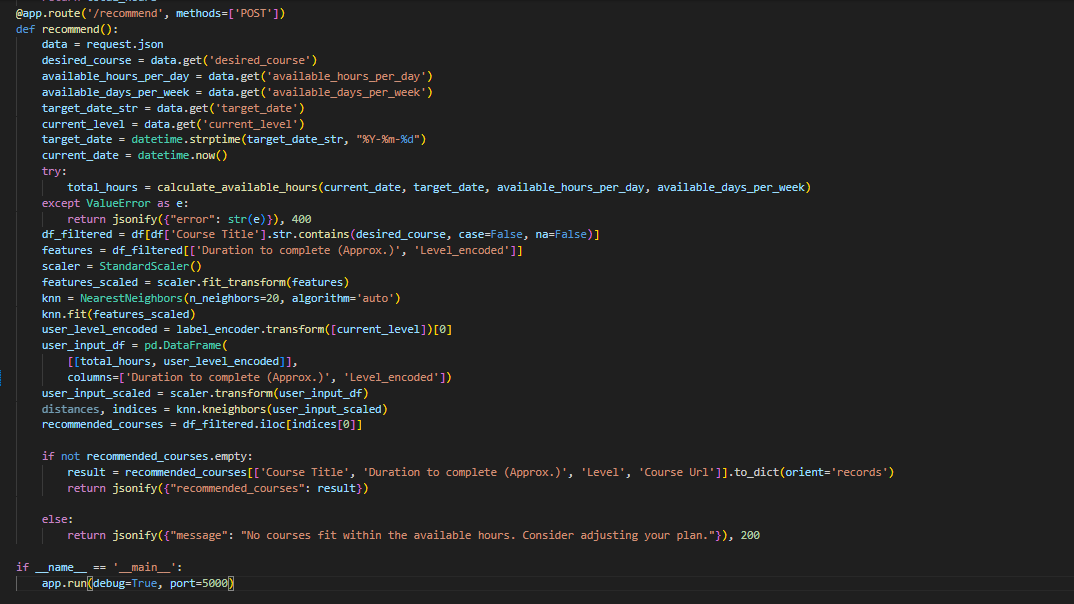 @app.route('/recommend', methods=['POST'])
def recommend():
    data = request.json
    desired_course = data.get('desired_course')
    available_hours_per_day = data.get('available_hours_per_day')
    available_days_per_week = data.get('available_days_per_week')
    target_date_str = data.get('target_date')
    current_level = data.get('current_level')
    target_date = datetime.strptime(target_date_str, "%Y-%m-%d")
    current_date = datetime.now()
    try:
        total_hours = calculate_available_hours(current_date, target_date, available_hours_per_day, available_days_per_week)
    except ValueError as e:
        return jsonify({"error": str(e)}), 400
    df_filtered = df[df['Course Title'].str.contains(desired_course, case=False, na=False)]
    features = df_filtered[['Duration to complete (Approx.)', 'Level_encoded']]
    scaler = StandardScaler()
    features_scaled = scaler.fit_transform(features)
    knn = NearestNeighbors(n_neighbors=20, algorithm='auto')
    knn.fit(features_scaled)
    user_level_encoded = label_encoder.transform([current_level])[0]
    user_input_df = pd.DataFrame(
        [[total_hours, user_level_encoded]],
        columns=['Duration to complete (Approx.)', 'Level_encoded'])
    user_input_scaled = scaler.transform(user_input_df)
    distances, indices = knn.kneighbors(user_input_scaled)
    recommended_courses = df_filtered.iloc[indices[0]]
    if not recommended_courses.empty:
        result = recommended_courses[['Course Title', 'Duration to complete (Approx.)', 'Level', 'Course Url']].to_dict(orient='records')
        return jsonify({"recommended_courses": result})
    else:
        return jsonify({"message": "No courses fit within the available hours. Consider adjusting your plan."}), 200
if __name__ == '__main__':
    app.run(debug=True, port=5000)